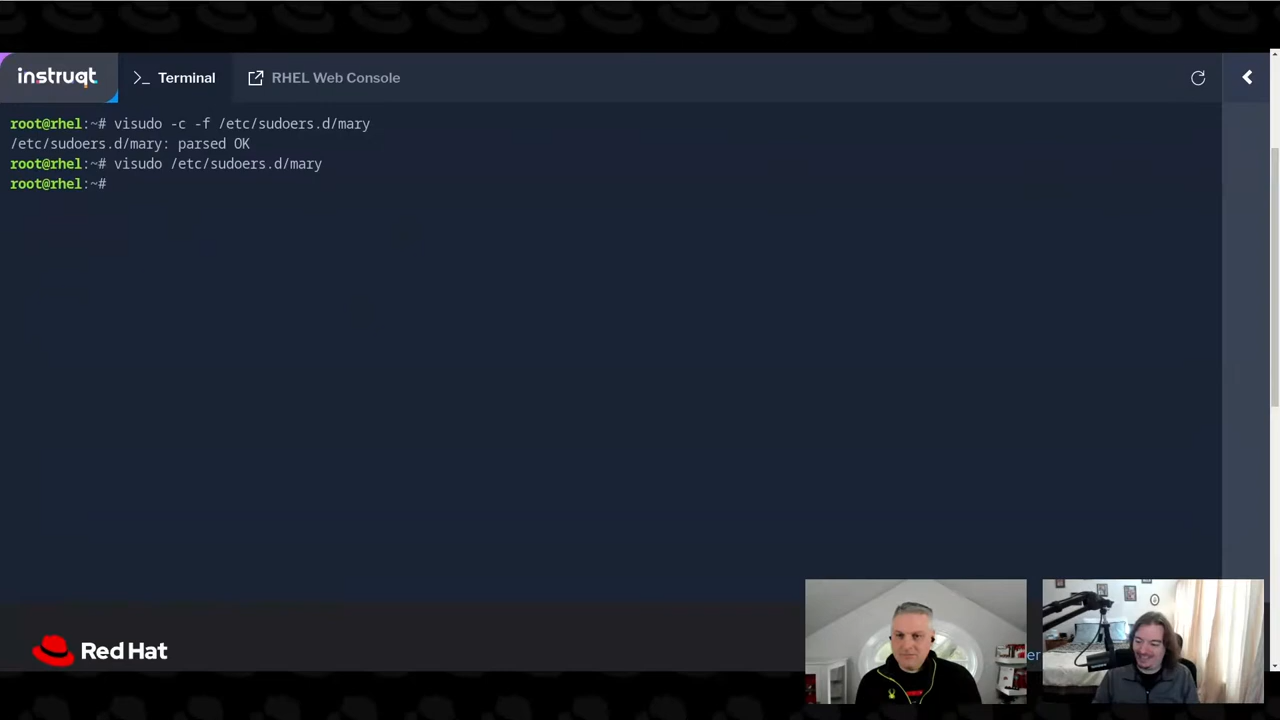 instruqt
>_ Terminal
RHEL Web Console
root@rhel:~# visudo -c -f /etc/sudoers.d/mary
/etc/sudoers.d/mary: parsed OK
root@rhel:~# visudo /etc/sudoers.d/mary
root@rhel:~#
Red Hat
er